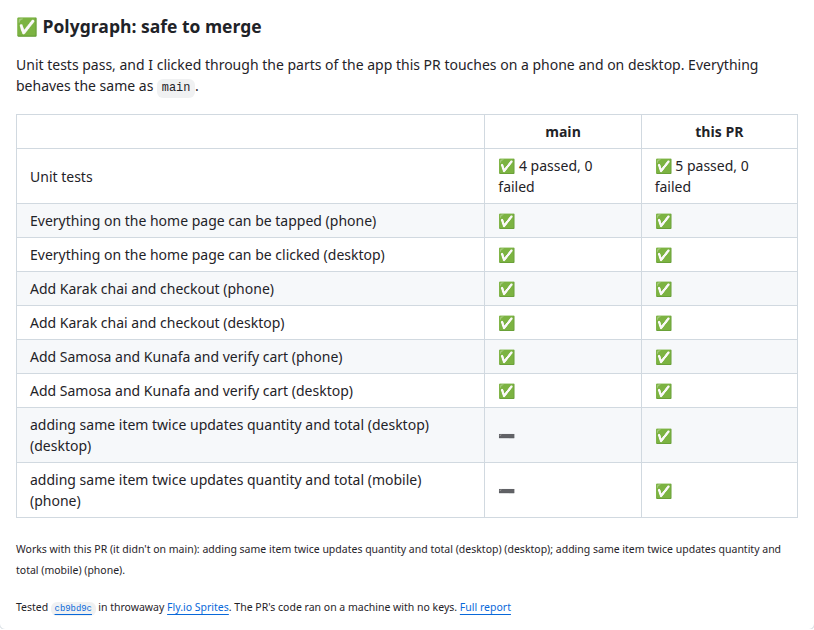 ✅ Polygraph: safe to merge
Unit tests pass, and I clicked through the parts of the app this PR touches on a phone and on desktop. Everything
behaves the same as main.
main this PR
Unit tests ✅ 4 passed, 0 failed ✅ 5 passed, 0 failed
Everything on the home page can be tapped (phone) ✅ ✅
Everything on the home page can be clicked (desktop) ✅ ✅
Add Karak chai and checkout (phone) ✅ ✅
Add Karak chai and checkout (desktop) ✅ ✅
Add Samosa and Kunafa and verify cart (phone) ✅ ✅
Add Samosa and Kunafa and verify cart (desktop) ✅ ✅
adding same item twice updates quantity and total (desktop)
(desktop) ➖ ✅
adding same item twice updates quantity and total (mobile)
(phone) ➖ ✅
Works with this PR (it didn't on main): adding same item twice updates quantity and total (desktop) (desktop); adding same item twice updates quantity and
total (mobile) (phone).
Tested cb9bd9c in throwaway Fly.io Sprites. The PR's code ran on a machine with no keys. Full report